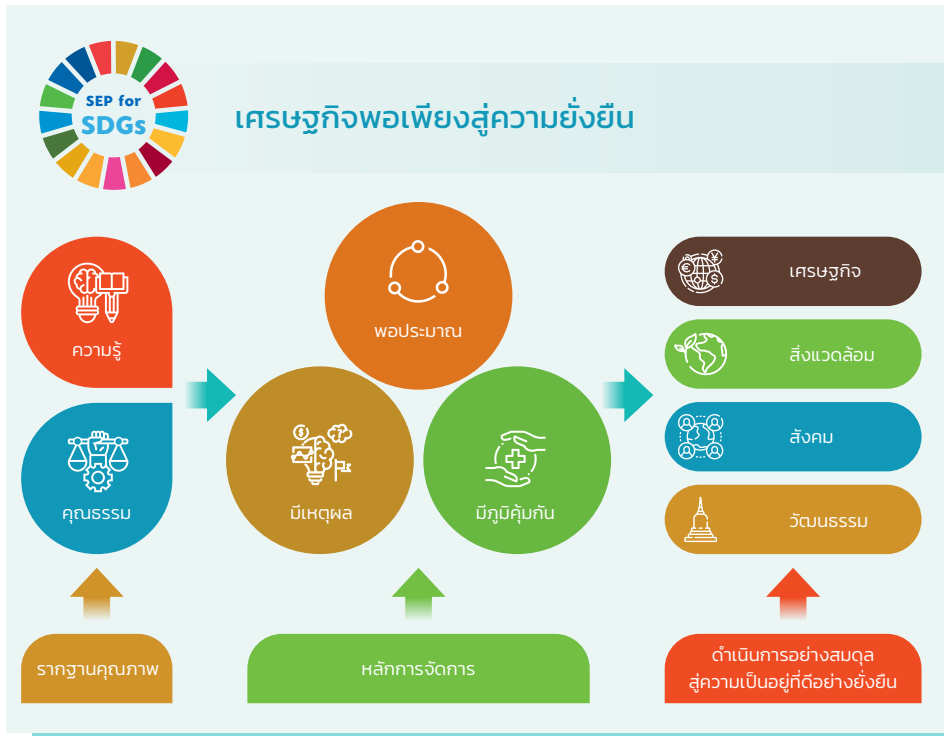 SEP for
SDGs
เศรษฐกิจพอเพียงสู่ความยั่งยืน
ความรู้
คุณธรรม
พอประมาณ
มีเหตุผล
มีภูมิคุ้มกัน
เศรษฐกิจ
สิ่งแวดล้อม
สังคม
วัฒนธรรม
รากฐานคุณภาพ
หลักการจัดการ
ดำเนินการอย่างสมดุล
สู่ความเป็นอยู่ที่ดีอย่างยั่งยืน